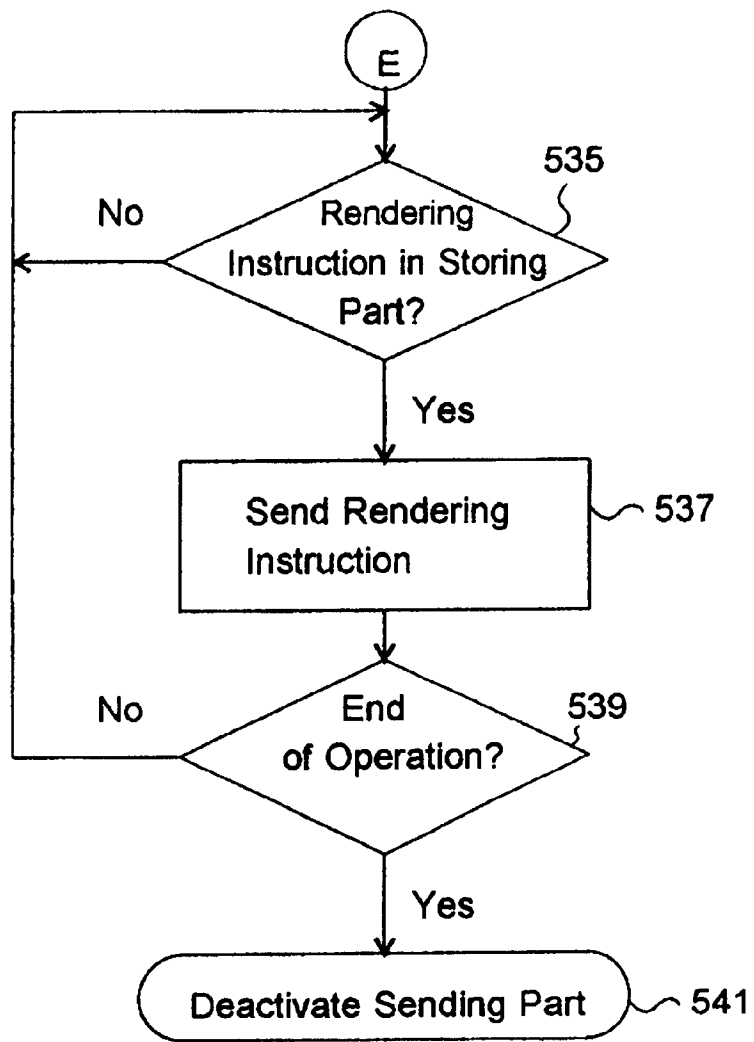 E
535
No
Rendering
Instruction in Storing
Part?
Yes
Send Rendering
Instruction
537
No
End
of Operation?
539
Yes
Deactivate Sending Part
541